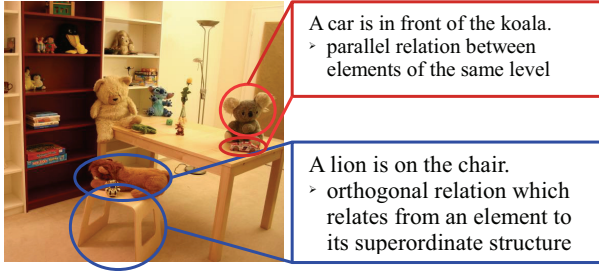 A car is in front of the koala.
➢ parallel relation between
elements of the same level
A lion is on the chair.
➢ orthogonal relation which
relates from an element to
its superordinate structure